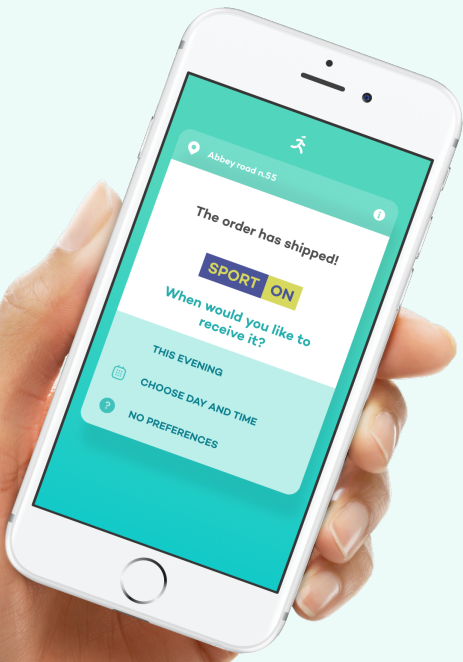 Abbey road n.55
i
The order has shipped!
SPORT ON
When would you like to
receive it?
THIS EVENING
CHOOSE DAY AND TIME
?
NO PREFERENCES